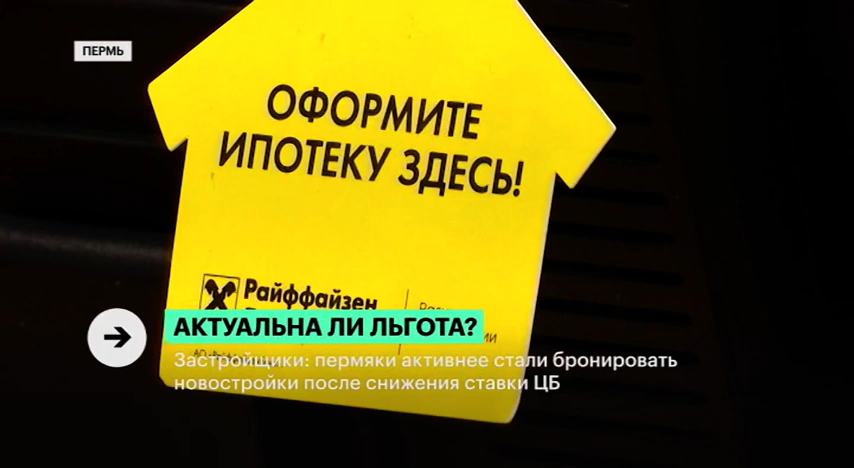 ПЕРМЬ
ОФОРМИТЕ
ИПОТЕКУ ЗДЕСЬ!
Райффайзен
АКТУАЛЬНА ЛИ ЛЬГОТА?
Застройщики: пермяки активнее стали бронировать
новостройки после снижения ставки ЦБ